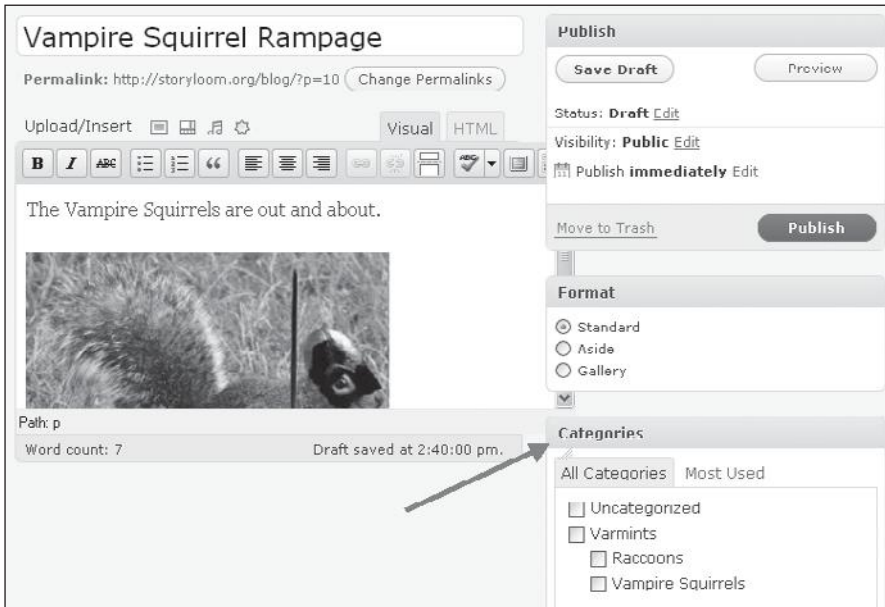 Vampire Squirrel Rampage
Permalink: http://storyloom.org/blog/?p=10 Change Permalinks
Upload/Insert
Visual HTML
B I ABC ABC
The Vampire Squirrels are out and about.
Path: p
Word count: 7 Draft saved at 2:40:00 pm.
Publish
Save Draft Preview
Status: Draft Edit
Visibility: Public Edit
Publish immediately Edit
Move to Trash Publish
Format
Standard
Aside
Gallery
Categories
All Categories Most Used
Uncategorized
Varmints
Raccoons
Vampire Squirrels